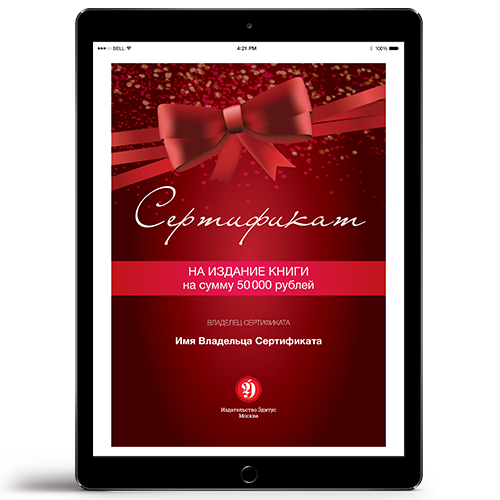 BELL
4:21 PM
100%
Сертификат
НА ИЗДАНИЕ КНИГИ
на сумму 50 000 рублей
ВЛАДЕЛЕЦ СЕРТИФИКАТА
Имя Владельца Сертификата
Э
Издательство Эдитус
Москва